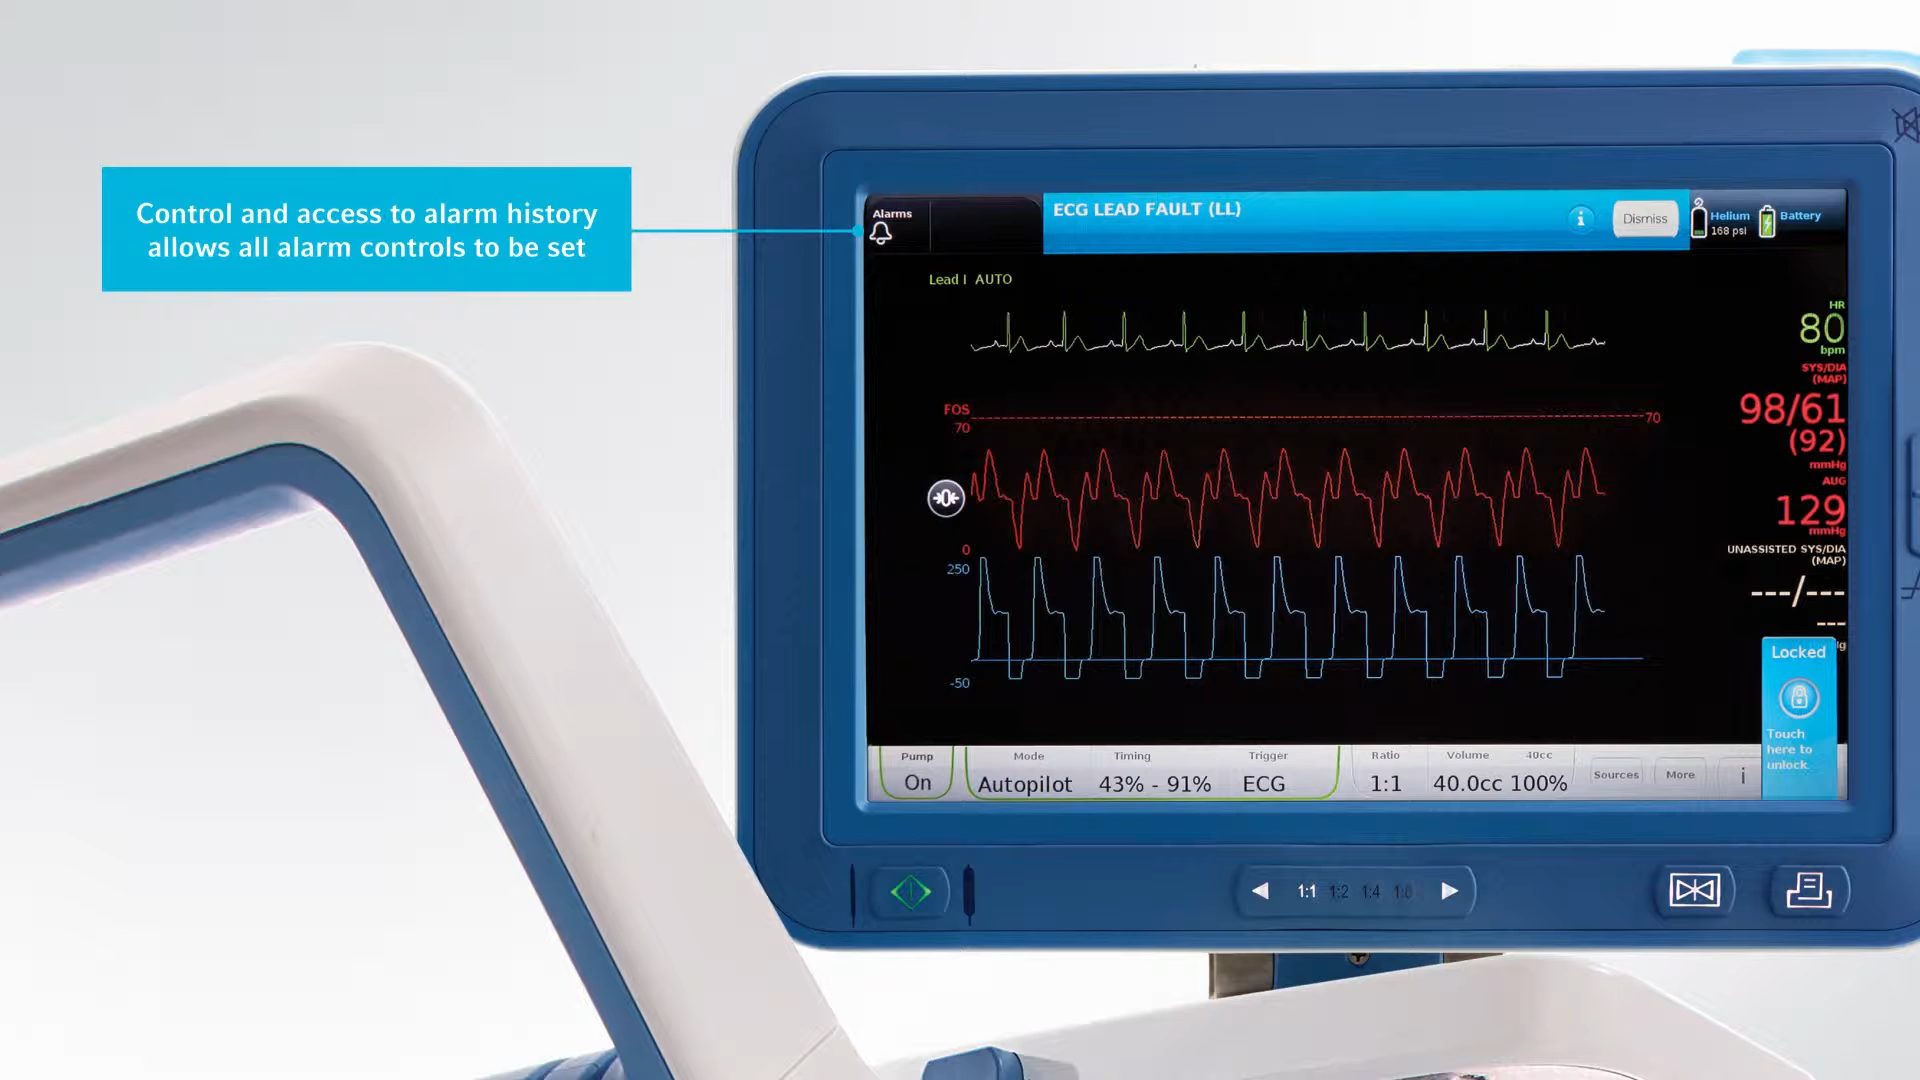 Control and access to alarm history
allows all alarm controls to be set
Alarms
ECG LEAD FAULT (LL)
i
Dismiss
Helium
168 psi
Battery
Lead I AUTO
HR
80
bpm
SYS/DIA
(MAP)
98/61
(92)
mmHg
AUG
129
mmHg
UNASSISTED SYS/DIA
(MAP)
---/---
---
FOS
70
70
0
0
250
-50
Locked
Touch
here to
unlock
Pump
On
Mode
Autopilot
Timing
43% - 91%
Trigger
ECG
Ratio
1:1
Volume
40cc
40.0cc 100%
Sources
More
i
1:1 1:2 1:4